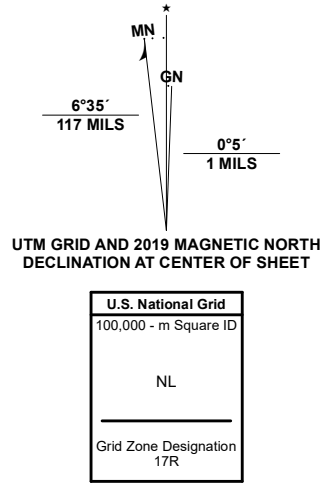 ★
MN
GN
6°35´
117 MILS
0°5´
1 MILS
UTM GRID AND 2019 MAGNETIC NORTH
DECLINATION AT CENTER OF SHEET
U.S. National Grid
100,000 - m Square ID
NL
Grid Zone Designation
17R